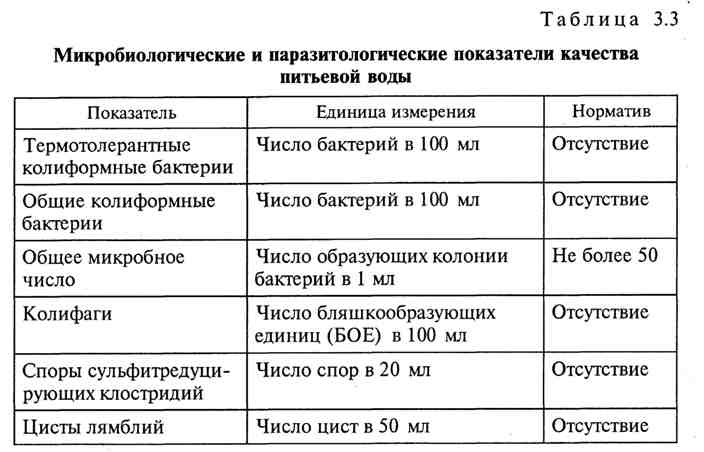 Таблица 3.3
Микробиологические и паразитологические показатели качества
питьевой воды
Показатель Единица измерения Норматив
Термотолерантные Число бактерий в 100 мл Отсутствие
колиформные бактерии
Общие колиформные Число бактерий в 100 мл Отсутствие
бактерии
Общее микробное Число образующих колонии Не более 50
число бактерий в 1 мл
Колифаги Число бляшкообразующих Отсутствие
единиц (БОЕ) в 100 мл
Споры сульфитредуци- Число спор в 20 мл Отсутствие
рующих клостридий
Цисты лямблий Число цист в 50 мл Отсутствие